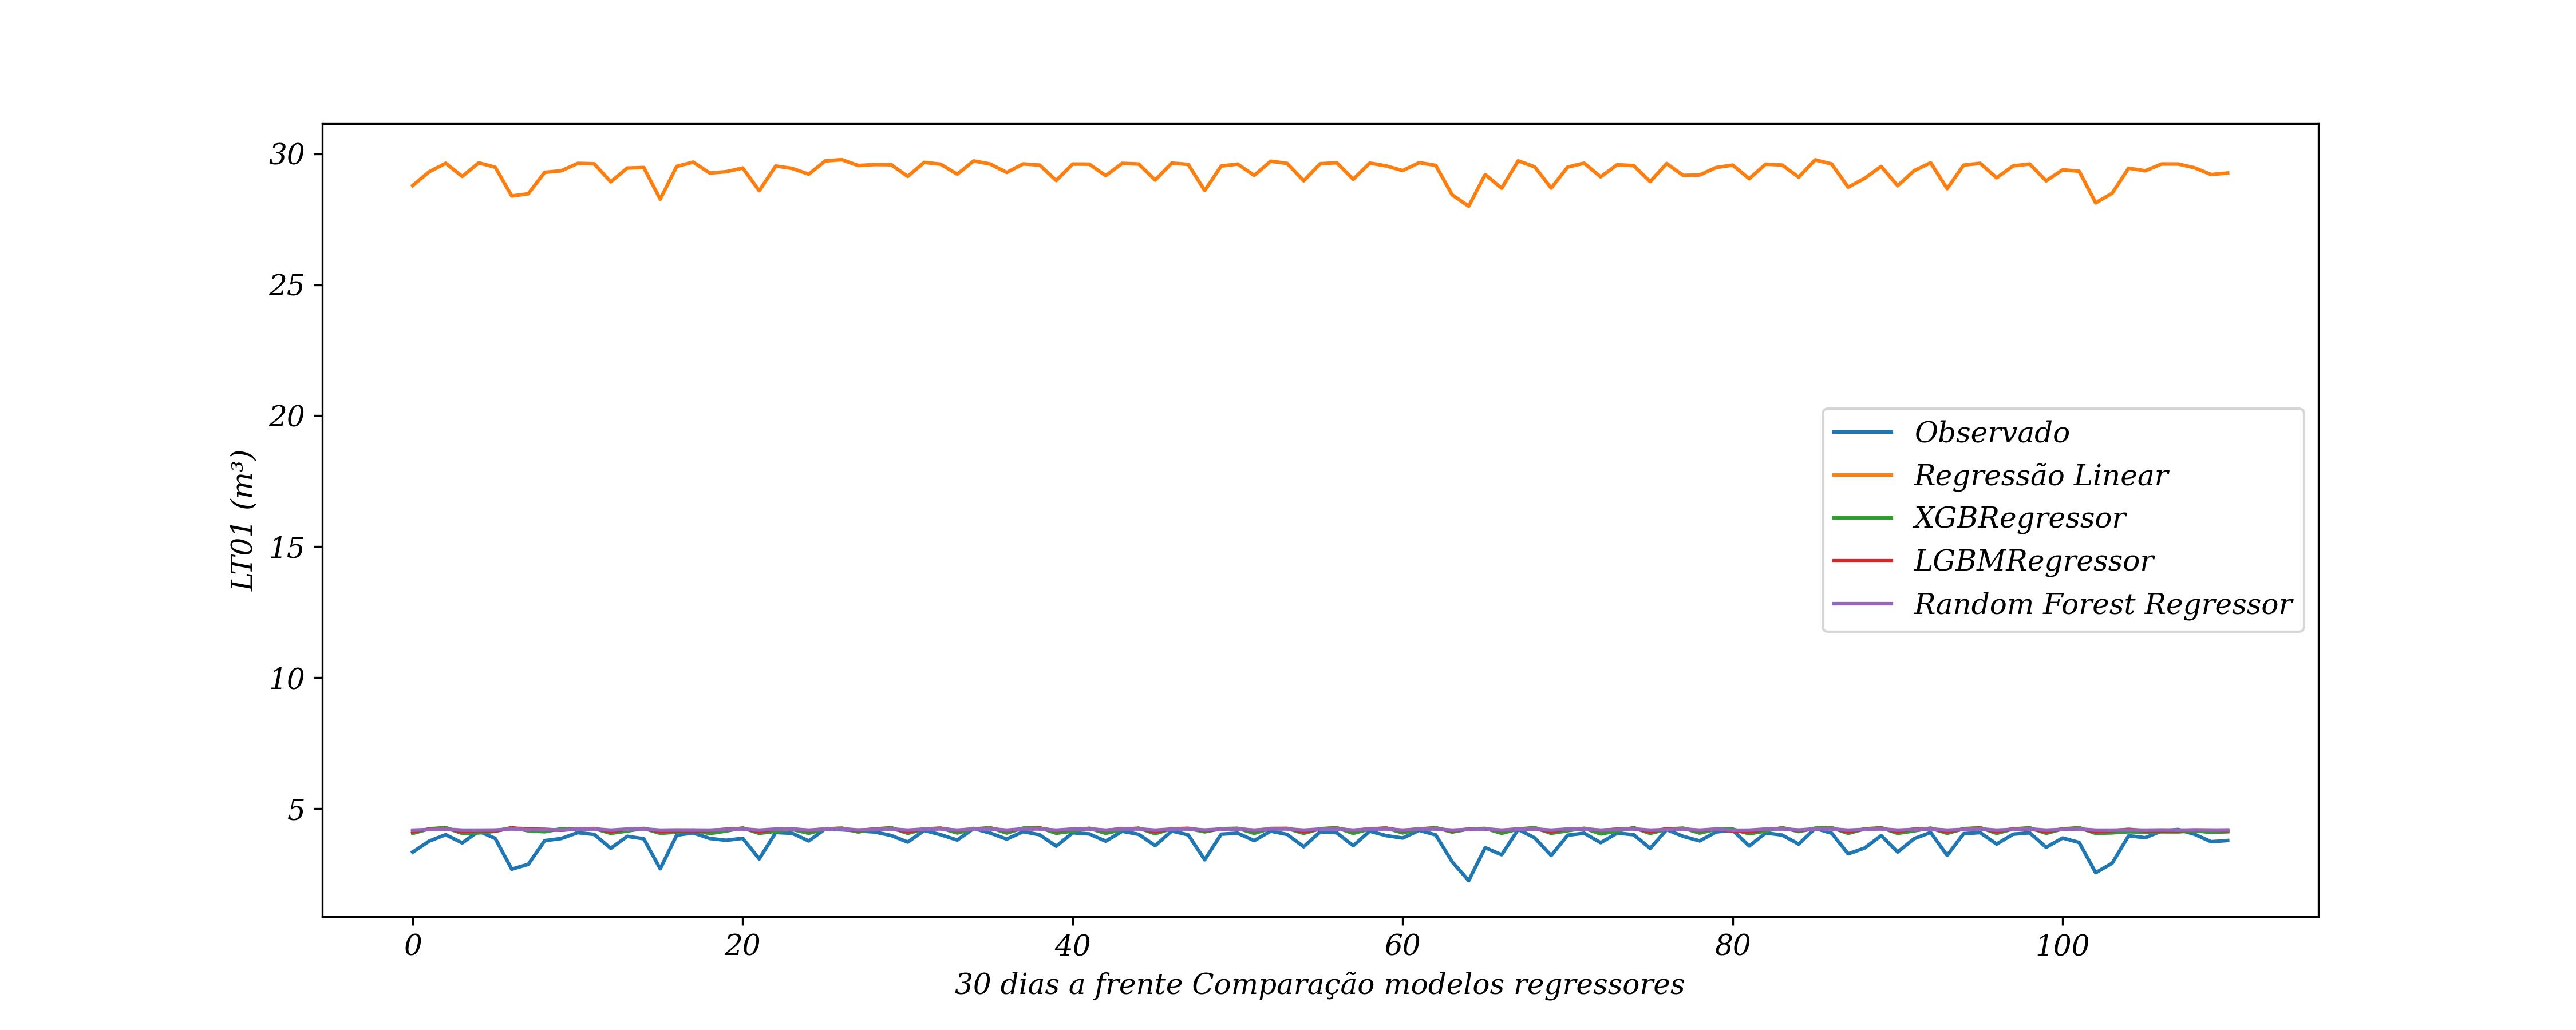 30
25
20
15
10
5
LT01 (m³)
Observado
Regressão Linear
XGBRegressor
LGBMRegressor
Random Forest Regressor
0 20 40 60 80 100
30 dias a frente Comparação modelos regressores